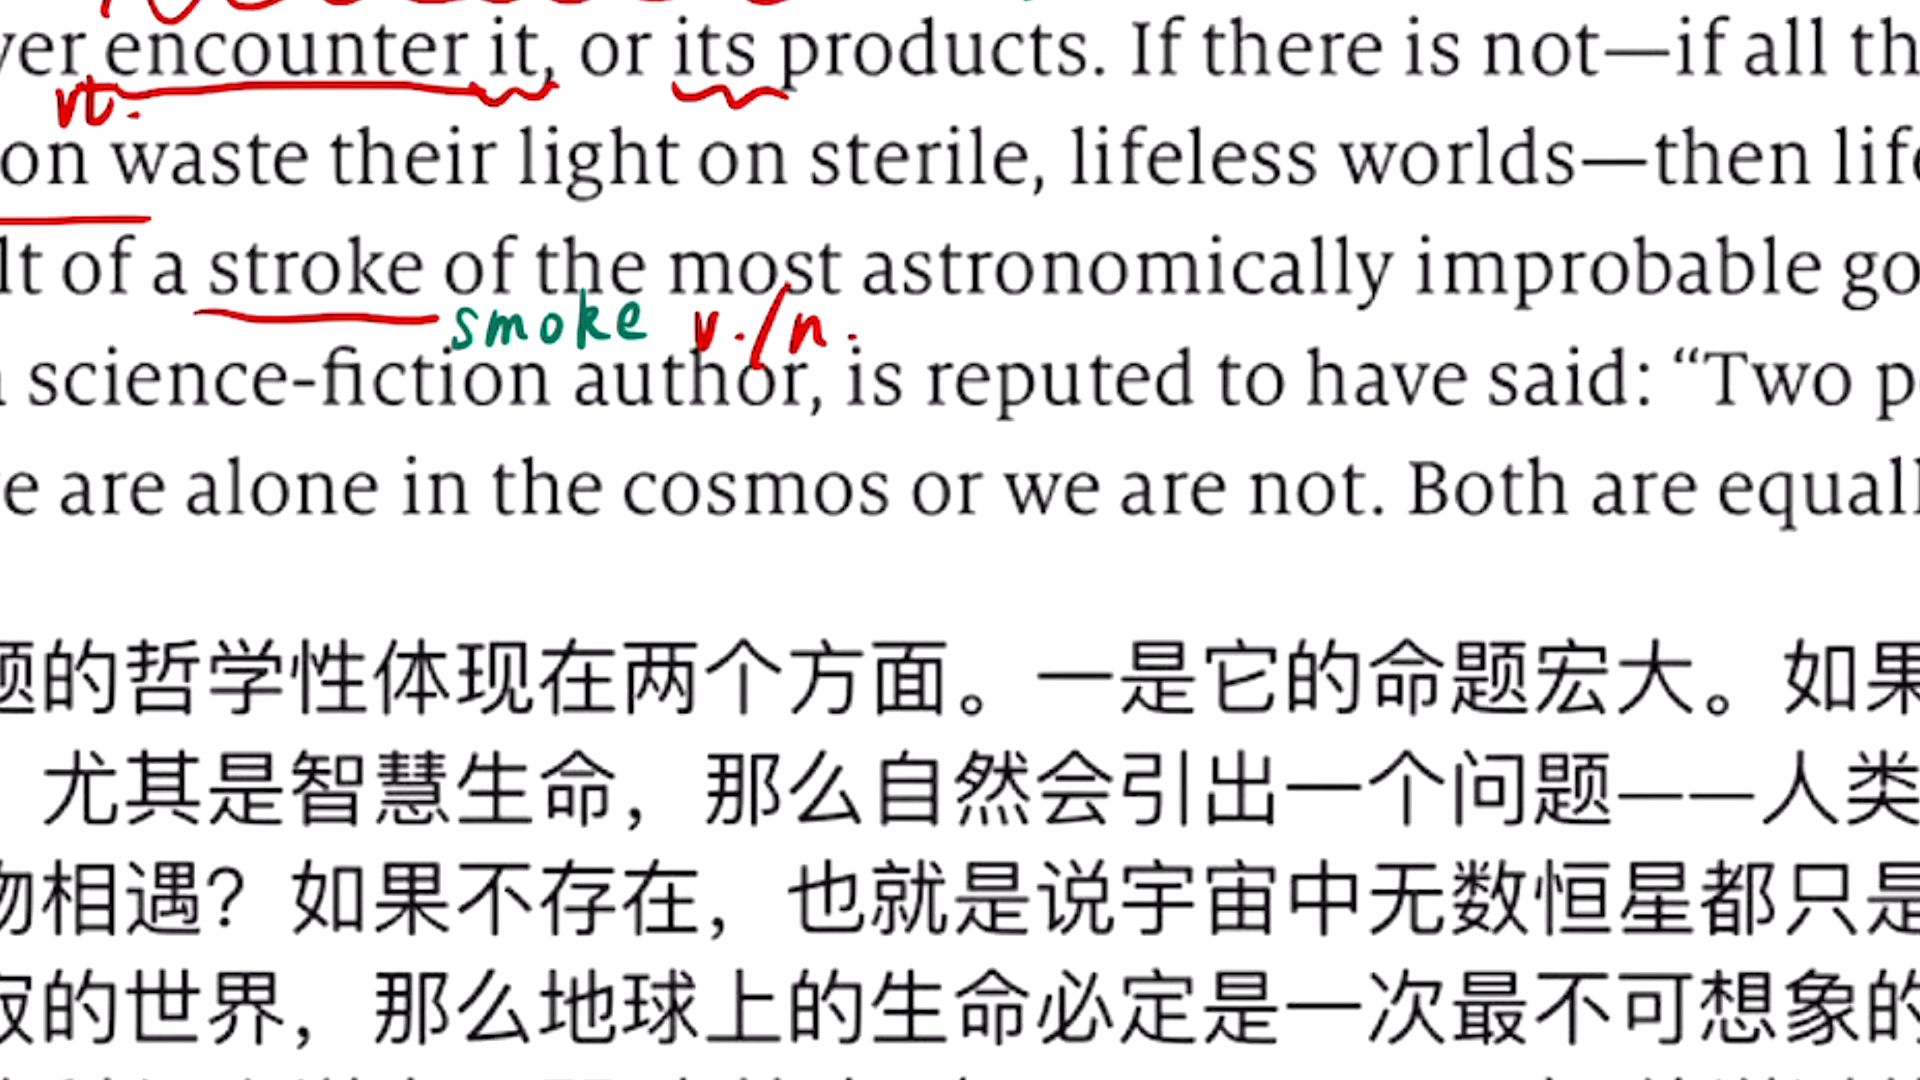 encounter it, or its products. If there is not—if all th
vt.
on waste their light on sterile, lifeless worlds—then life
lt of a stroke of the most astronomically improbable go
smoke v./n.
science-fiction author, is reputed to have said: “Two p
e are alone in the cosmos or we are not. Both are equall
题的哲学性体现在两个方面。一是它的命题宏大。如果
尤其是智慧生命，那么自然会引出一个问题——人类
物相遇？如果不存在，也就是说宇宙中无数恒星都只是
寂的世界，那么地球上的生命必定是一次最不可想象的